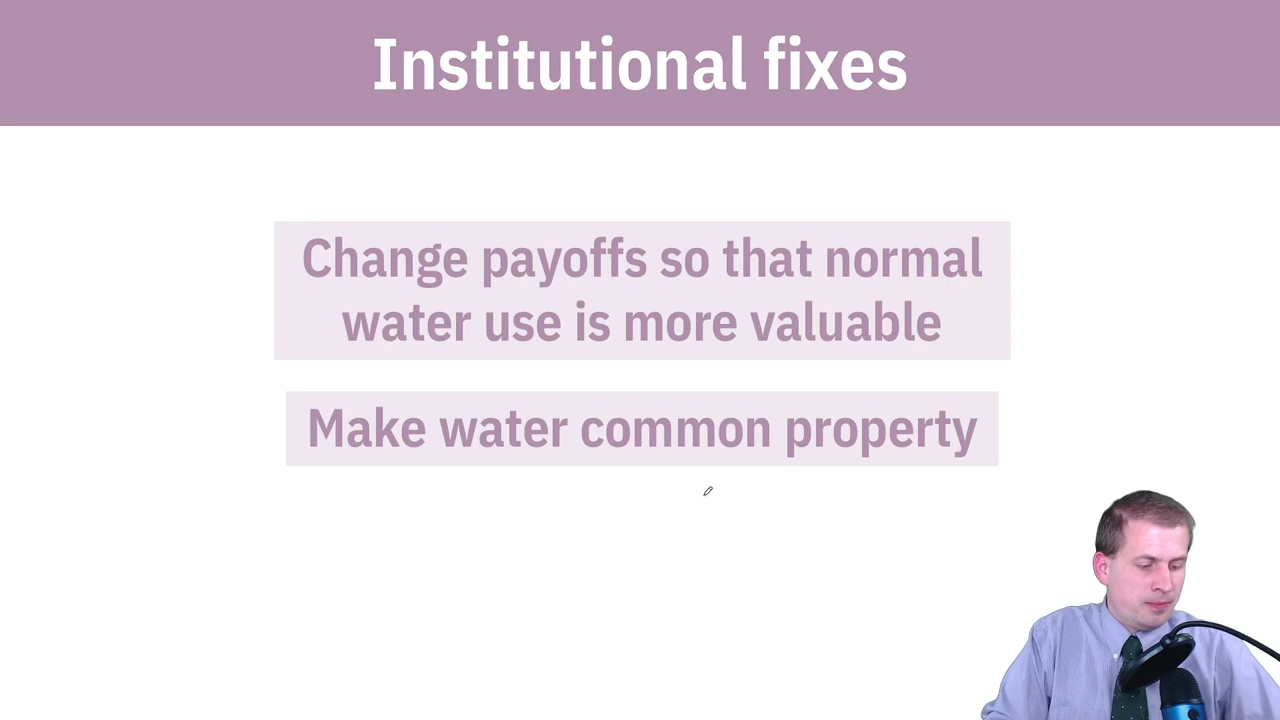 Institutional fixes
Change payoffs so that normal
water use is more valuable
Make water common property